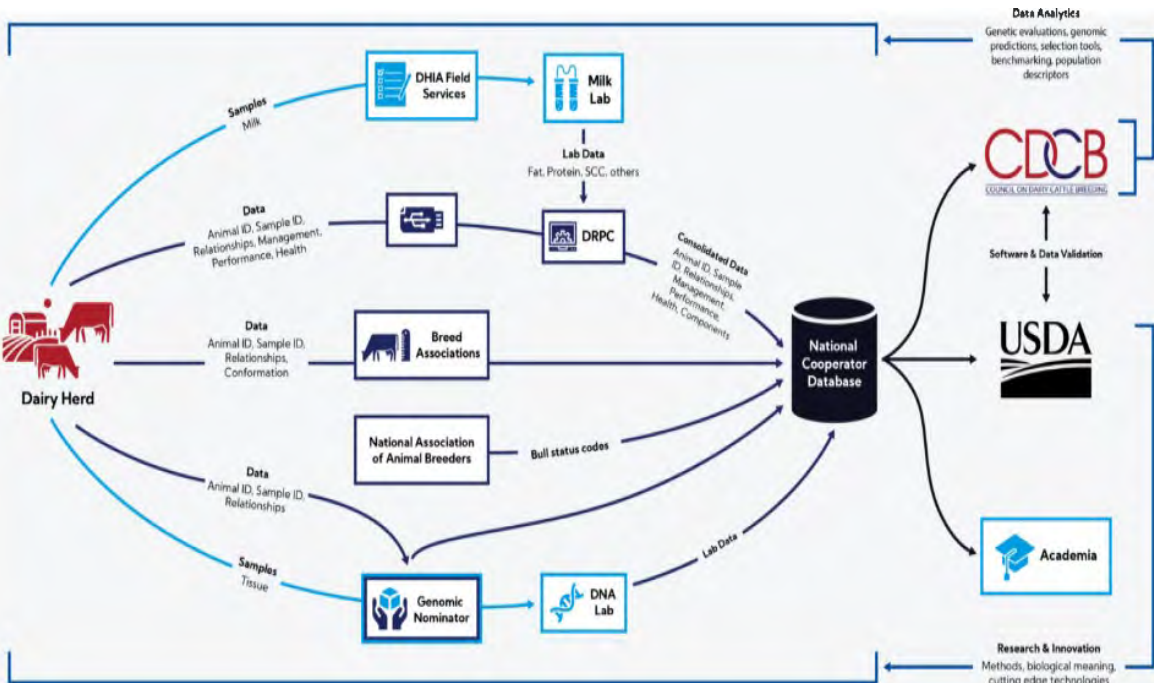 Data Analytics
Genetic evaluations, genomic
predictions, selection tools,
benchmarking, population
descriptors
DHIA Field
Services
Milk
Lab
Samples
Milk
Lab Data
Fat, Protein, SCC, others
CDCB
COUNCIL ON DAIRY CATTLE BREEDING
Data
Animal ID, Sample ID,
Relationships, Management,
Performance, Health
DRPC
Consolidated Data
Animal ID, Sample
ID, Relationships,
Management,
Performance,
Health, Components
Software & Data Validation
Dairy Herd
Data
Animal ID, Sample ID,
Relationships,
Conformation
Breed
Associations
National
Cooperator
Database
USDA
National Association
of Animal Breeders
Bull status codes
Data
Animal ID, Sample ID,
Relationships
Samples
Tissue
Genomic
Nominator
DNA
Lab
Lab Data
Academia
Research & Innovation
Methods, biological meaning,
cutting edge technologies